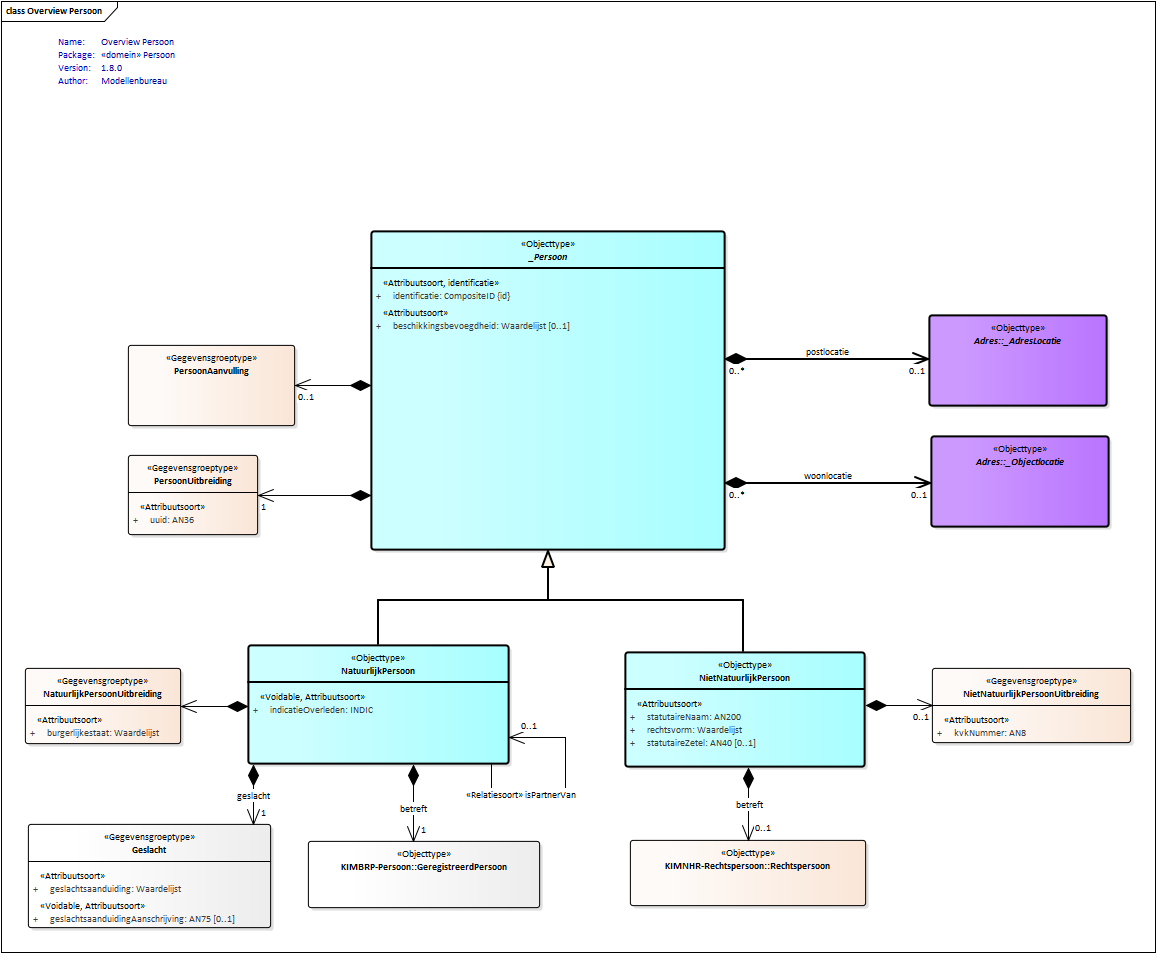 class Overview Persoon
Name: Overview Persoon
Package: «domein» Persoon
Version: 1.8.0
Author: Modellenbureau
«Objecttype»
_Persoon
«Attribuutsoort, identificatie»
+ identificatie: CompositeID {id}
«Attribuutsoort»
+ beschikkingsbevoegdheid: Waardelijst [0..1]
«Gegevensgroeptype»
PersoonAanvulling
0..1
«Gegevensgroeptype»
PersoonUitbreiding
«Attribuutsoort»
+ uuid: AN36
1
postlocatie
0..*
0..1
«Objecttype»
Adres::_AdresLocatie
woonlocatie
0..*
0..1
«Objecttype»
Adres::_Objectlocatie
«Gegevensgroeptype»
NatuurlijkPersoonUitbreiding
«Attribuutsoort»
+ burgerlijkestaat: Waardelijst
«Objecttype»
NatuurlijkPersoon
«Voidable, Attribuutsoort»
+ indicatieOverleden: INDIC
0..1
«Relatiesoort» isPartnerVan
«Objecttype»
NietNatuurlijkPersoon
«Attribuutsoort»
+ statutaireNaam: AN200
+ rechtsvorm: Waardelijst
+ statutaireZetel: AN40 [0..1]
0..1
«Gegevensgroeptype»
NietNatuurlijkPersoonUitbreiding
«Attribuutsoort»
+ kvkNummer: AN8
geslacht
1
betreft
1
betreft
0..1
«Gegevensgroeptype»
Geslacht
«Attribuutsoort»
+ geslachtsaanduiding: Waardelijst
«Voidable, Attribuutsoort»
+ geslachtsaanduidingAanschrijving: AN75 [0..1]
«Objecttype»
KIMBRP-Persoon::GeregistreerdPersoon
«Objecttype»
KIMNHR-Rechtspersoon::Rechtspersoon